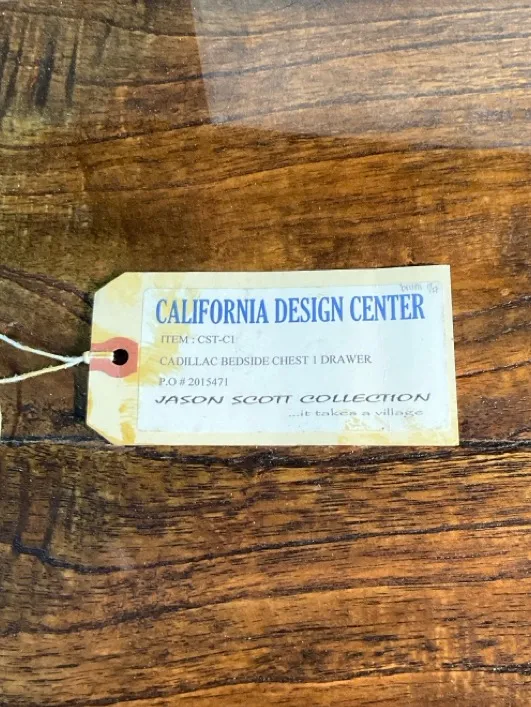 CALIFORNIA DESIGN CENTER
ITEM : CST-C1
CADILLAC BEDSIDE CHEST 1 DRAWER
P.O # 2015471
JASON SCOTT COLLECTION
...it takes a village